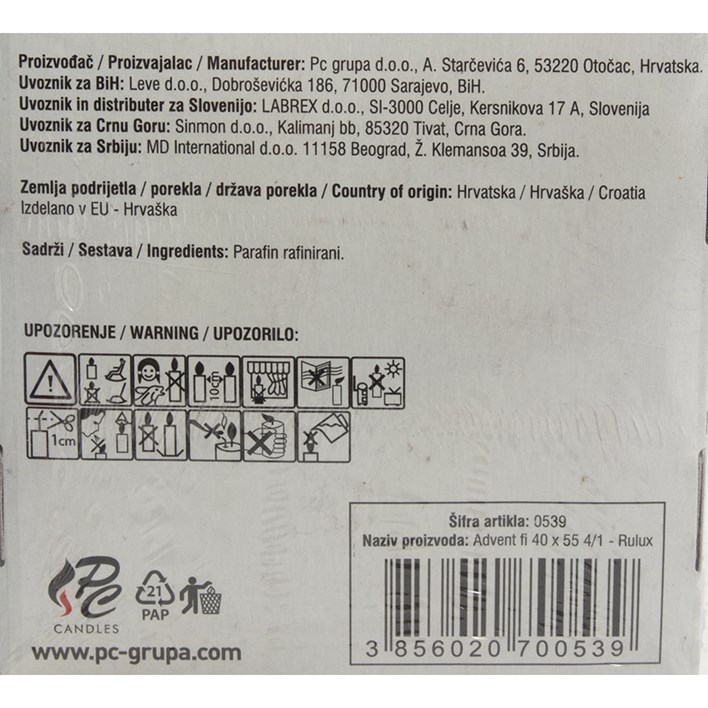 Proizvođač / Proizvajalac / Manufacturer: Pc grupa d.o.o., A. Starčevića 6, 53220 Otočac, Hrvatska.
Uvoznik za BiH: Leve d.o.o., Dobroševićka 186, 71000 Sarajevo, BiH.
Uvoznik in distributer za Slovenijo: LABREX d.o.o., SI-3000 Celje, Kersnikova 17 A, Slovenija
Uvoznik za Crnu Goru: Sinmon d.o.o., Kalimanj bb, 85320 Tivat, Crna Gora.
Uvoznik za Srbiju: MD International d.o.o. 11158 Beograd, Ž. Klemansoa 39, Srbija.
Zemlja podrijetla / porekla / država porekla / Country of origin: Hrvatska / Hrvaška / Croatia
Izdelano v EU - Hrvaška
Sadrži / Sestava / Ingredients: Parafin rafinirani.
UPOZORENJE / WARNING / UPOZORILO:
1cm
Šifra artikla: 0539
Naziv proizvoda: Advent fi 40 x 55 4/1 - Rulux
3 856020 700539
PC
CANDLES
21
PAP
www.pc-grupa.com